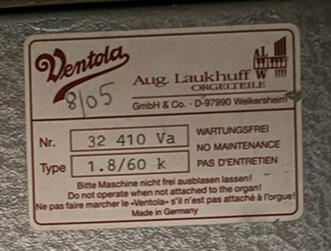 Ventola
8/05
Aug. Laukhuff
ORGELTEILE
AL W
GmbH & Co. - D-97990 Weikersheim
Nr. 32 410 Va
WARTUNGSFREI
NO MAINTENANCE
Type 1.8/60 k
PAS D'ENTRETIEN
Bitte Maschine nicht frei ausblasen lassen!
Do not operate when not attached to the organ!
Ne pas faire marcher le «Ventola» s'il n'est pas attaché à l'orgue!
Made in Germany